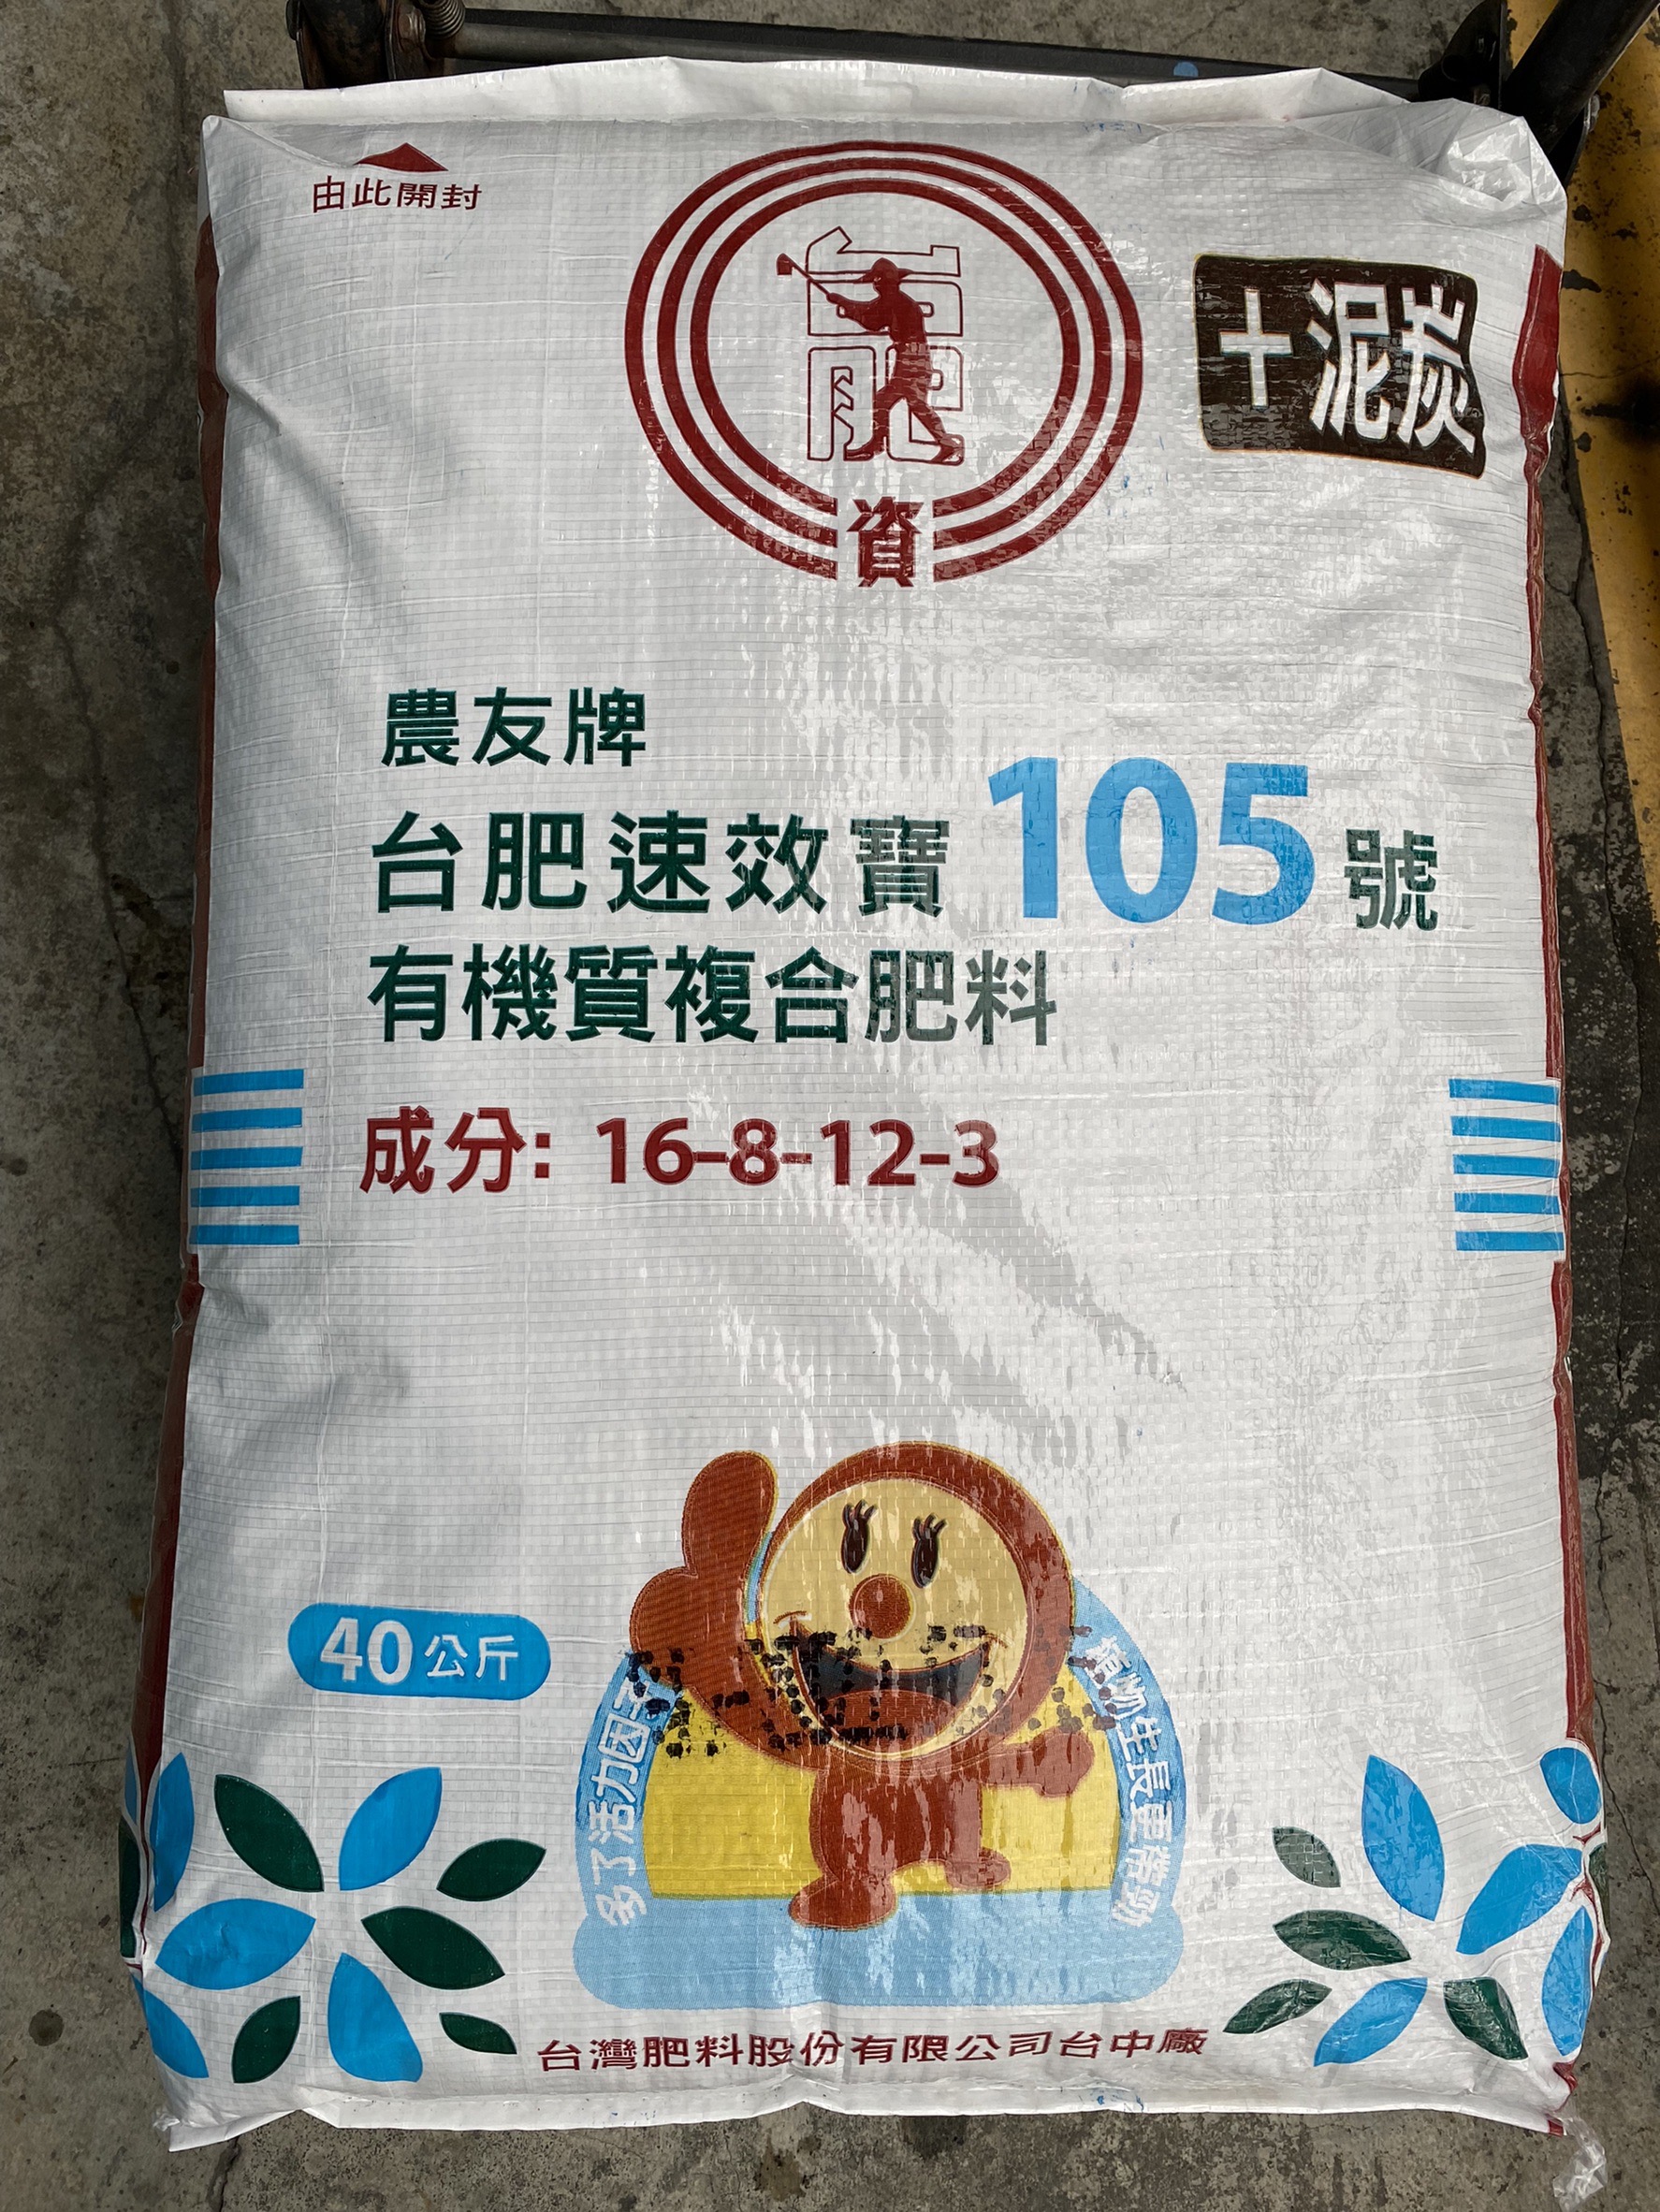 由此開封
台肥
資
十泥炭
農友牌
台肥速效寶105號
有機質複合肥料
成分: 16-8-12-3
40公斤
多了活力因子
植物生長更帶勁
台灣肥料股份有限公司台中廠